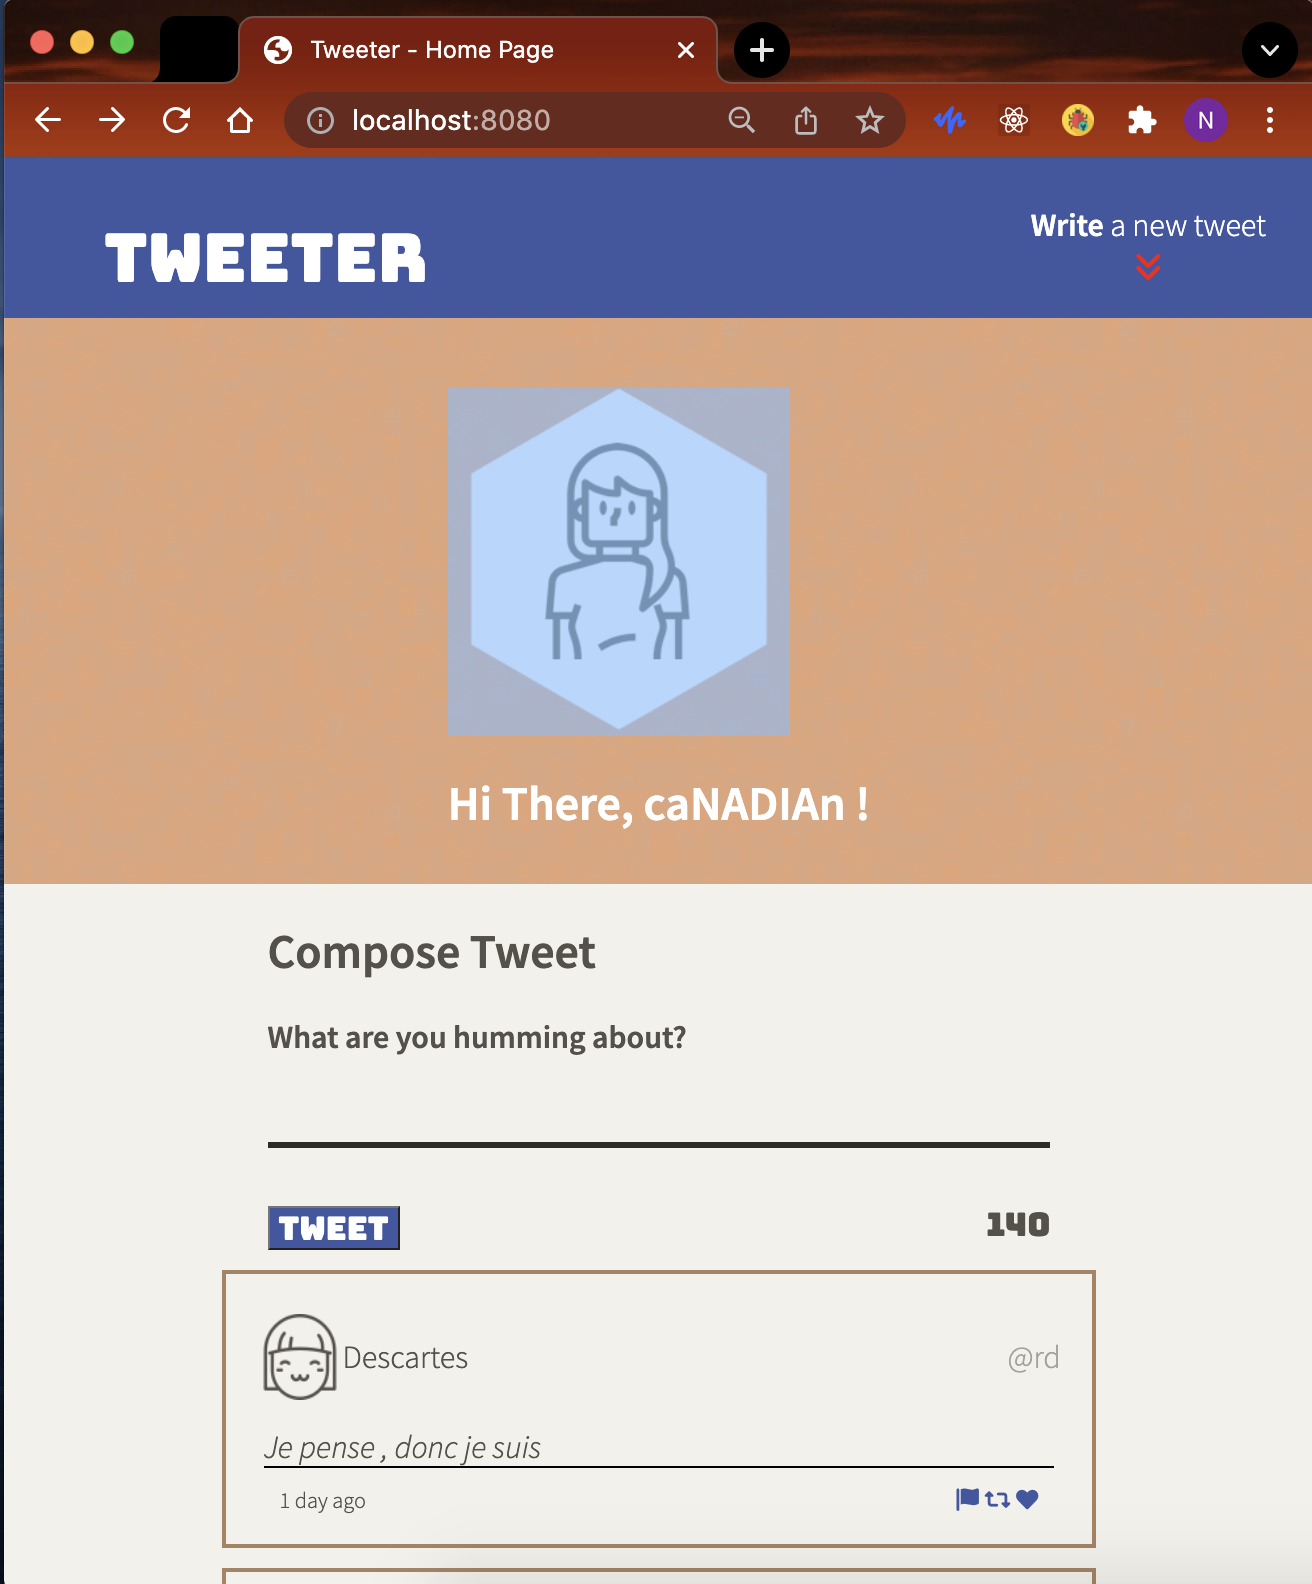 Tweeter - Home Page
localhost:8080
N
TWEETER
Write a new tweet
Hi There, caNADIAn !
Compose Tweet
What are you humming about?
TWEET
140
Descartes
@rd
Je pense , donc je suis
1 day ago